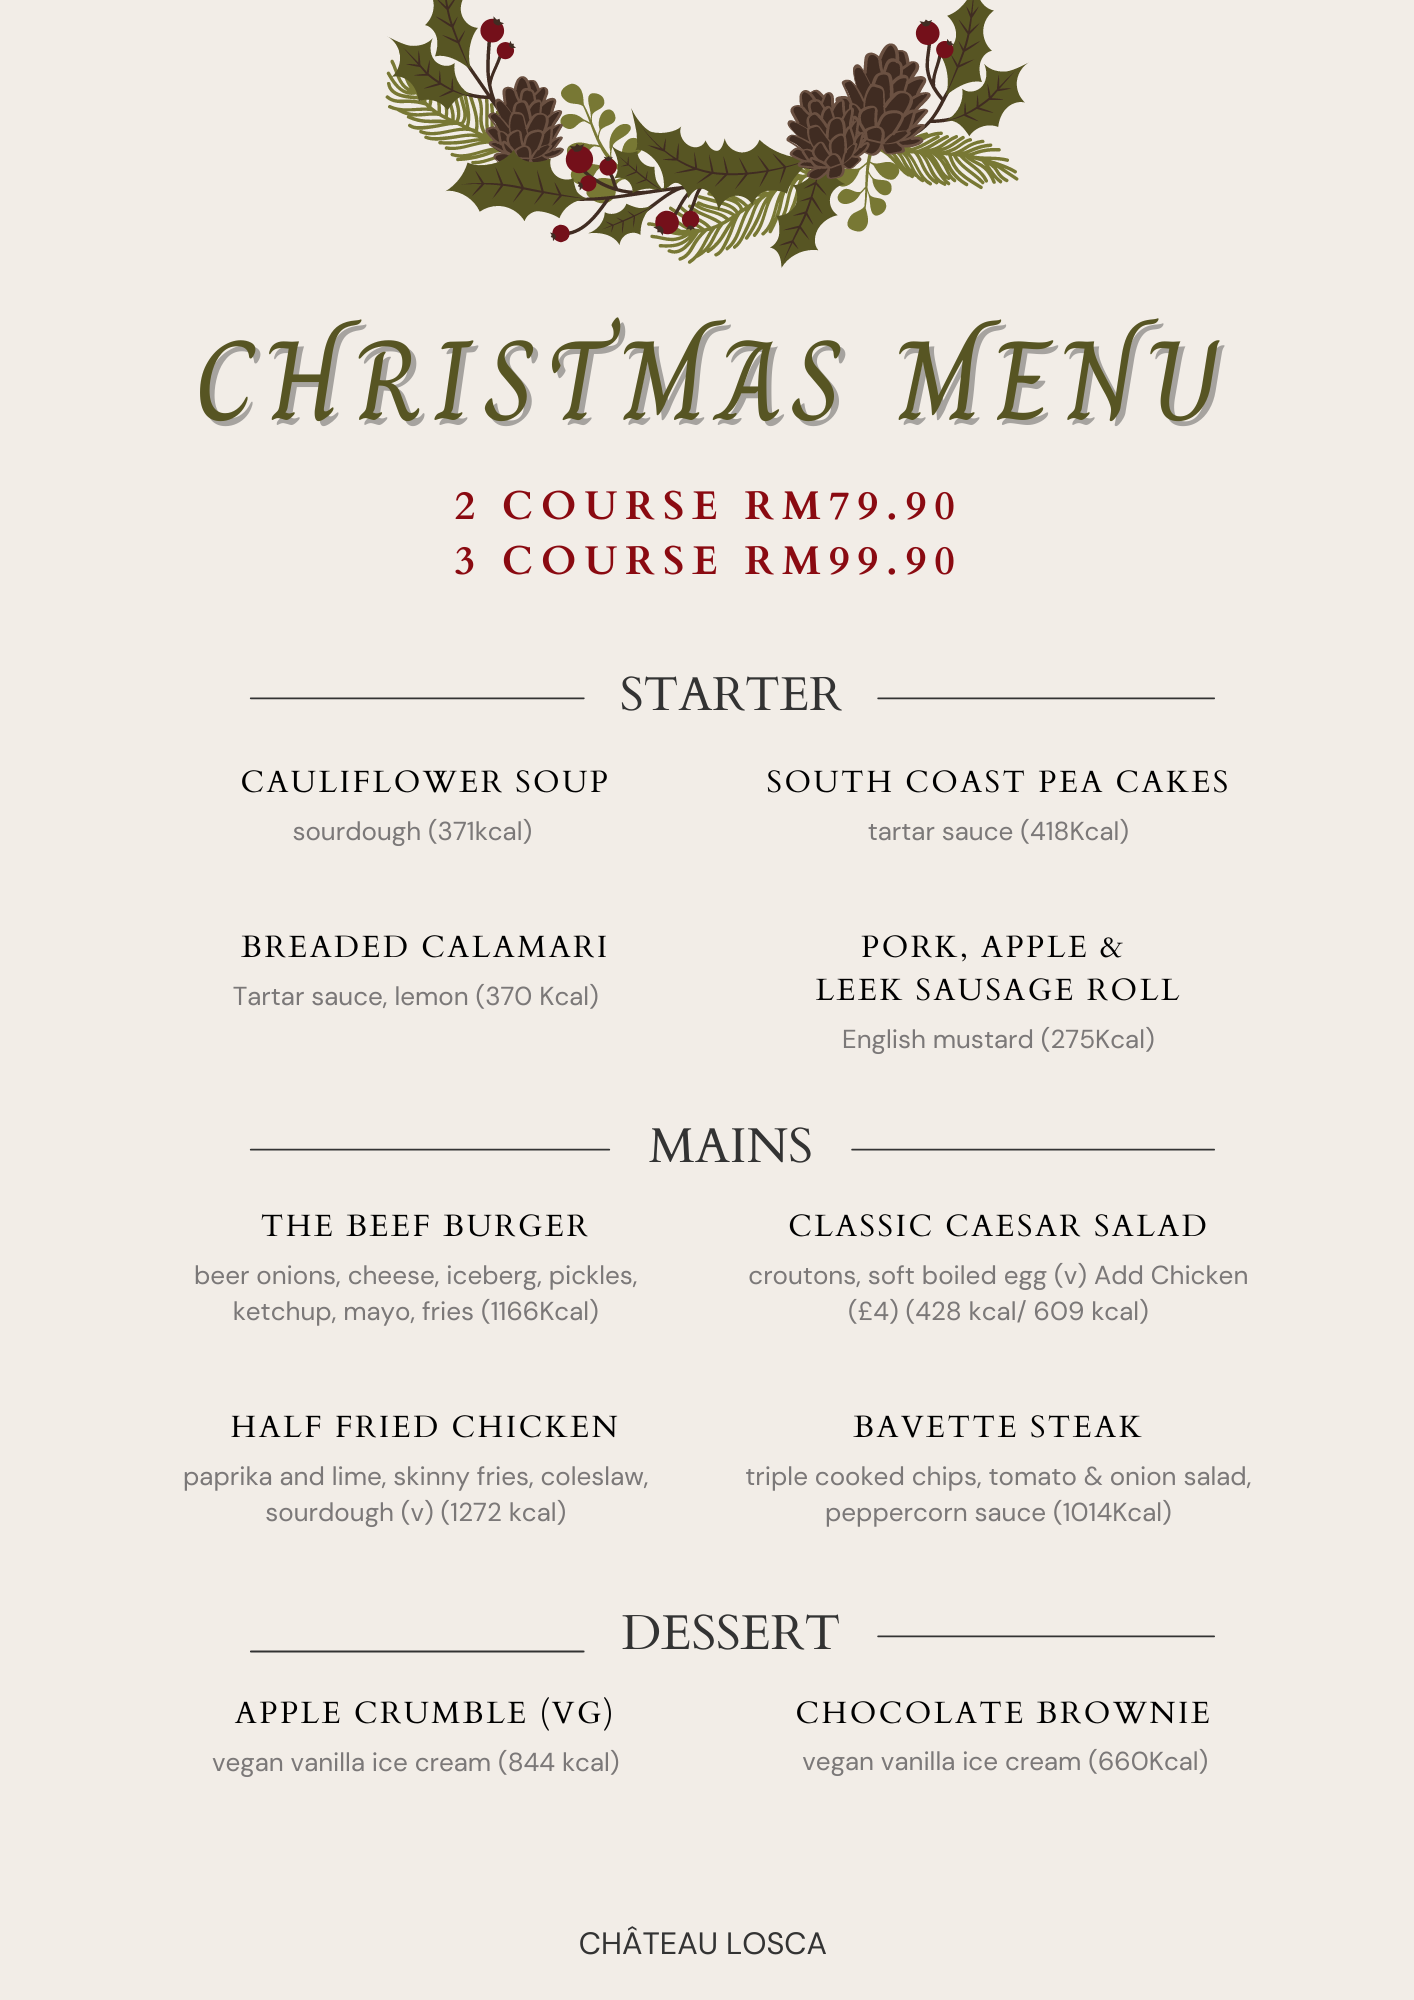 CHRISTMAS MENU
2 COURSE RM79.90
3 COURSE RM99.90
STARTER
CAULIFLOWER SOUP
sourdough (371kcal)
SOUTH COAST PEA CAKES
tartar sauce (418Kcal)
BREADED CALAMARI
Tartar sauce, lemon (370 Kcal)
PORK, APPLE &
LEEK SAUSAGE ROLL
English mustard (275Kcal)
MAINS
THE BEEF BURGER
beer onions, cheese, iceberg, pickles,
ketchup, mayo, fries (1166Kcal)
CLASSIC CAESAR SALAD
croutons, soft boiled egg (v) Add Chicken
(£4) (428 kcal/ 609 kcal)
HALF FRIED CHICKEN
paprika and lime, skinny fries, coleslaw,
sourdough (v) (1272 kcal)
BAVETTE STEAK
triple cooked chips, tomato & onion salad,
peppercorn sauce (1014Kcal)
DESSERT
APPLE CRUMBLE (VG)
vegan vanilla ice cream (844 kcal)
CHOCOLATE BROWNIE
vegan vanilla ice cream (660Kcal)
CHÂTEAU LOSCA